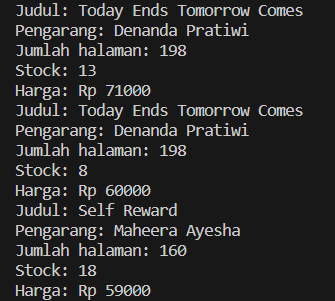 Judul: Today Ends Tomorrow Comes
Pengarang: Denanda Pratiwi
Jumlah halaman: 198
Stock: 13
Harga: Rp 71000
Judul: Today Ends Tomorrow Comes
Pengarang: Denanda Pratiwi
Jumlah halaman: 198
Stock: 8
Harga: Rp 60000
Judul: Self Reward
Pengarang: Maheera Ayesha
Jumlah halaman: 160
Stock: 18
Harga: Rp 59000